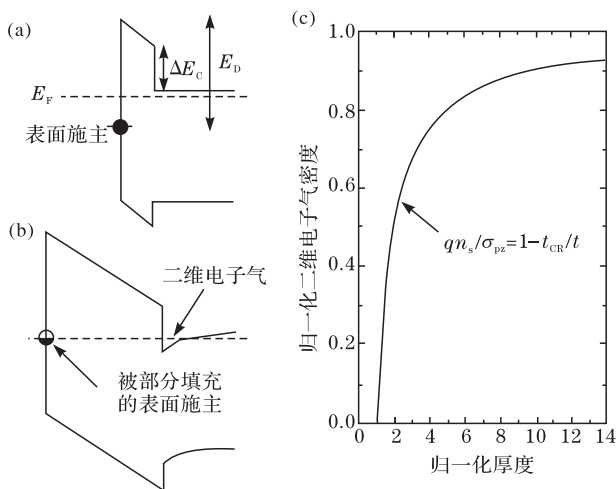 (a)
ΔE_C
E_D
E_F
表面施主
(b)
二维电子气
被部分填充
的表面施主
(c)
归一化二维电子气密度
1.0
0.8
0.6
0.4
0.2
0.0
qn_s/σ_pz=1−t_CR/t
0 2 4 6 8 10 12 14
归一化厚度